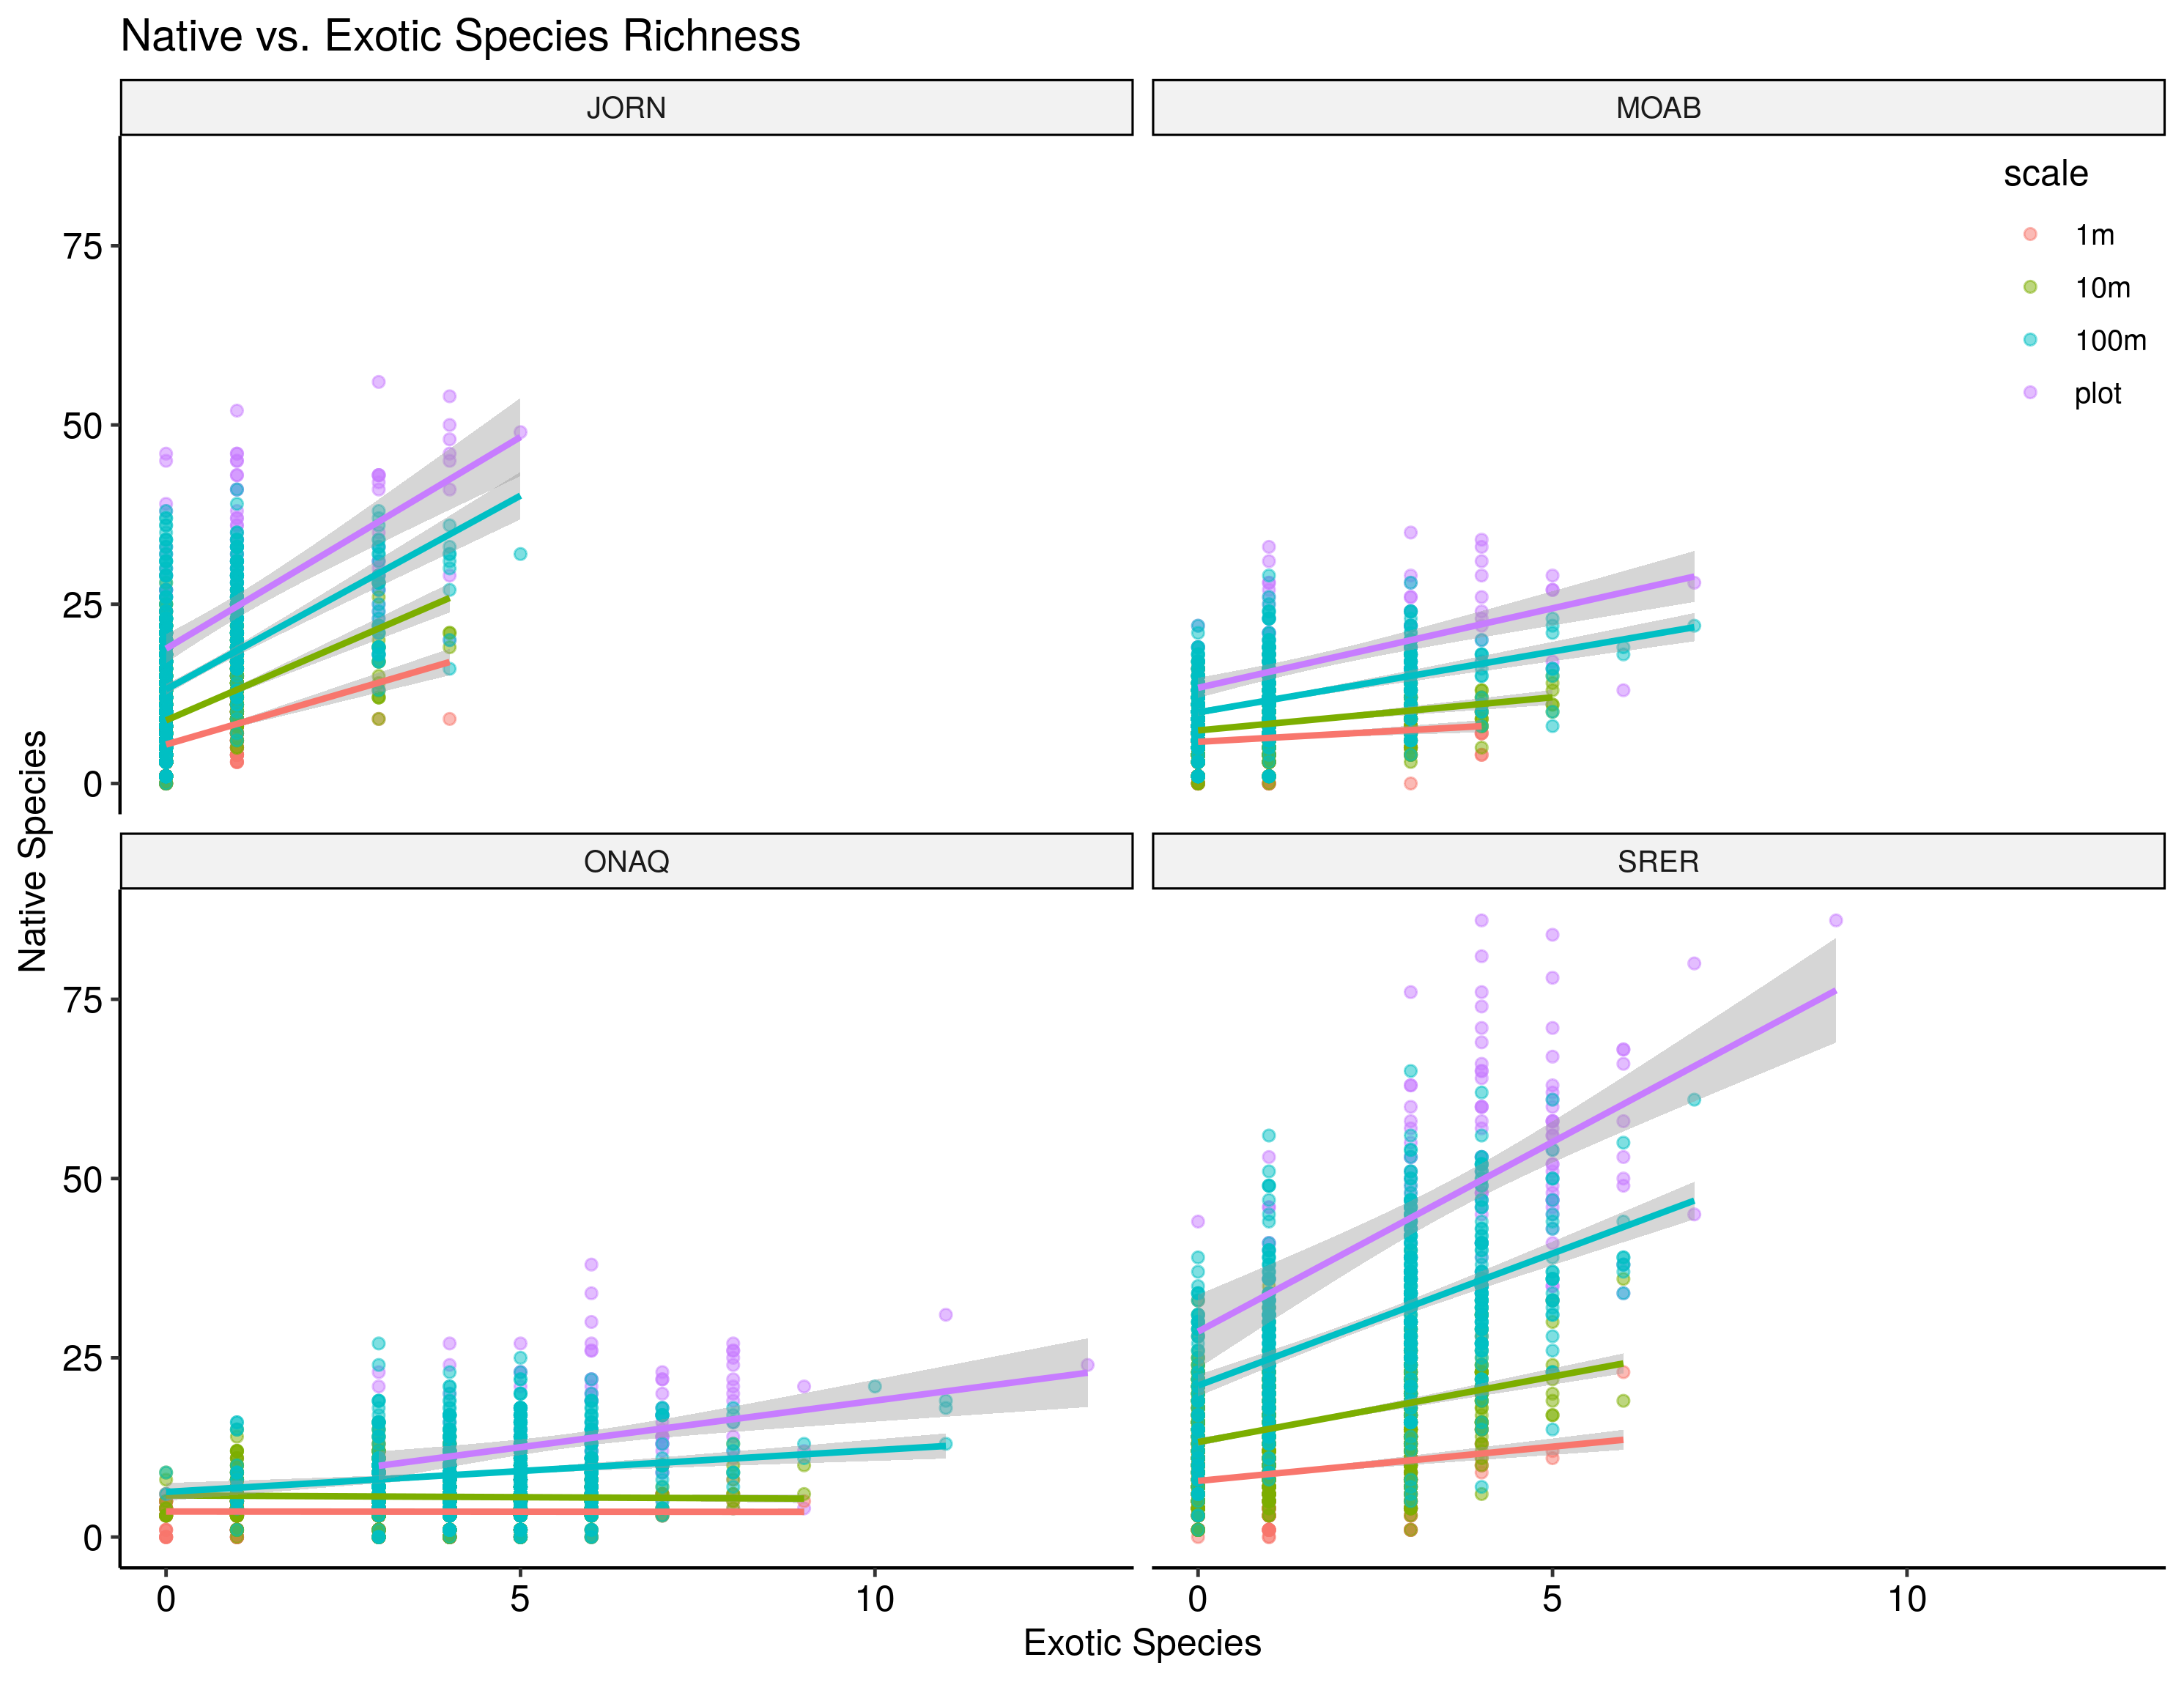 Native vs. Exotic Species Richness
JORN
MOAB
scale
1m
10m
100m
plot
75
50
25
0
Native Species
ONAQ
SRER
75
50
25
0
0
5
10
0
5
10
Exotic Species